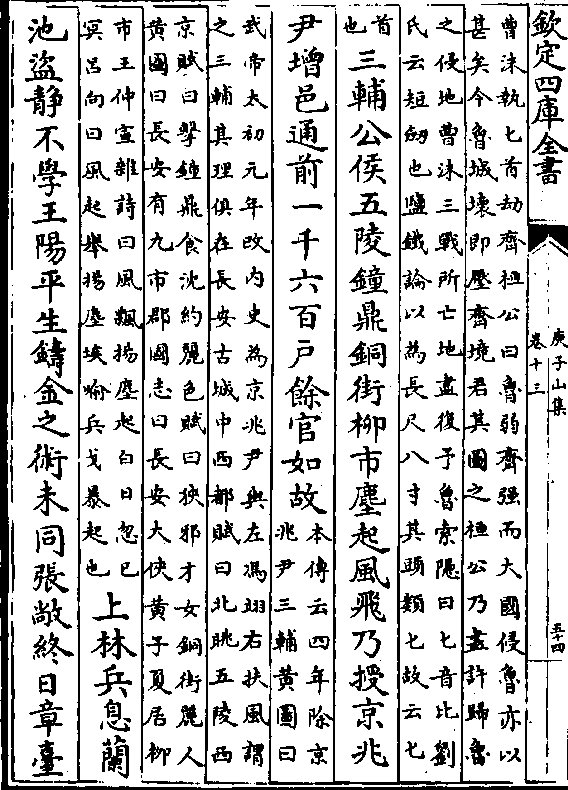 欽定四庫全書
庾子山集
卷十三
五十四
曹沬執匕首劫齊桓公曰魯弱齊强而大國侵魯亦以
甚矣今魯城壞即壓齊境君其圖之桓公乃盡許歸魯
之侵地曹沬三戰所亡地盡復予魯索隱曰匕音比劉
氏云短劒也鹽鐵論以為長尺八寸其頭類匕故云匕
首
也
三輔公侯五陵鐘鼎銅街柳市塵起風飛乃授京兆
尹增邑通前一千六百戸餘官如故
本傳云四年除京
兆尹三輔黄圖曰
武帝太初元年改内史為京兆尹與左馮翊右扶風謂
之三輔其理俱在長安古城中西都賦曰北眺五陵西
京賦曰擊鐘鼎食沈約麗色賦曰狹邪才女銅街麗人
黄圖曰長安有九市郡國志曰長安大俠黄子夏居柳
市王仲宣雜詩曰風飄揚塵起白日忽已
冥吕向曰風起舉揚塵埃喻兵戈暴起也
上林兵息蘭
池盜静不學王陽平生鑄金之術未同張敞終日章臺